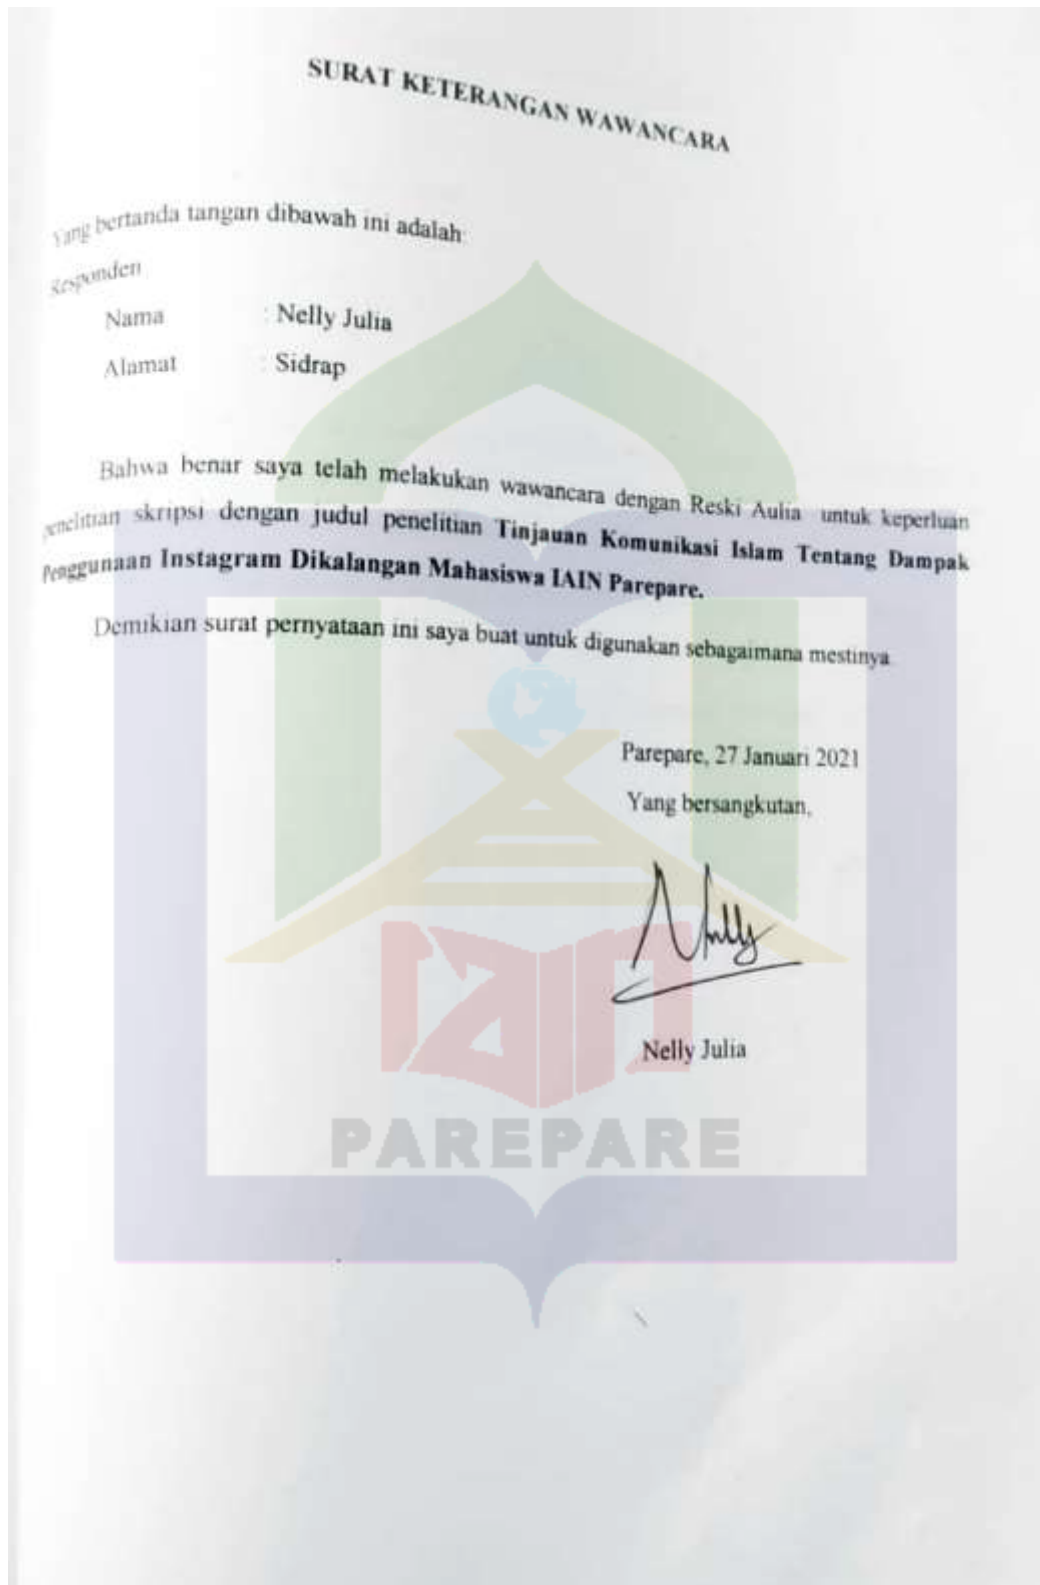 SURAT KETERANGAN WAWANCARA
Yang bertanda tangan dibawah ini adalah:
Responden
Nama : Nelly Julia
Alamat : Sidrap
Bahwa benar saya telah melakukan wawancara dengan Reski Aulia untuk keperluan
penelitian skripsi dengan judul penelitian Tinjauan Komunikasi Islam Tentang Dampak
Penggunaan Instagram Dikalangan Mahasiswa IAIN Parepare.
Demikian surat pernyataan ini saya buat untuk digunakan sebagaimana mestinya
Parepare, 27 Januari 2021
Yang bersangkutan,
Nelly
Nelly Julia
iain
PAREPARE